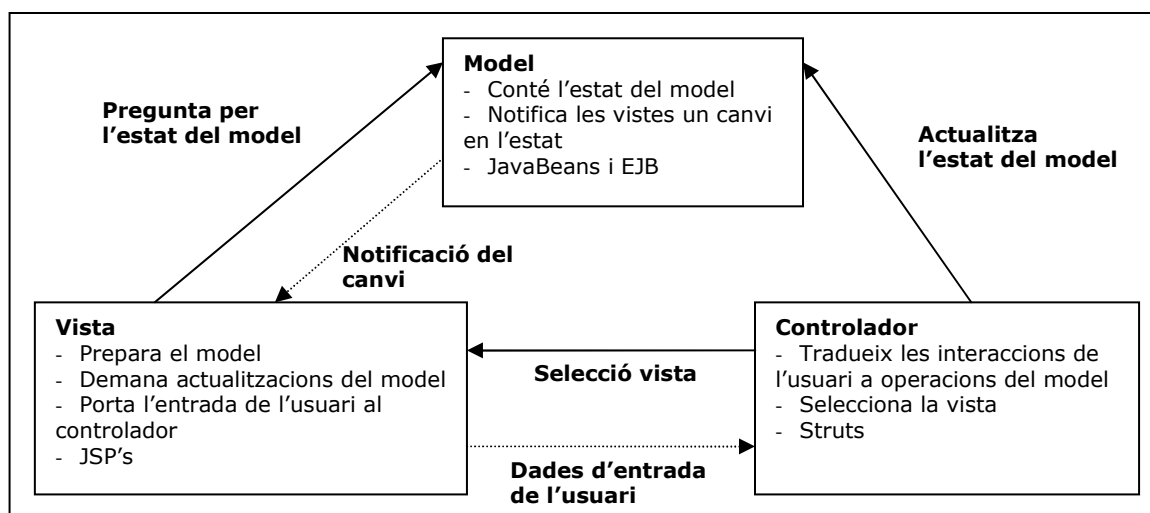 Model
- Conté l'estat del model
- Notifica les vistes un canvi
en l'estat
- JavaBeans i EJB
Pregunta per
l'estat del model
Actualitza
l'estat del model
Notificació del
canvi
Vista
- Prepara el model
- Demana actualitzacions del model
- Porta l'entrada de l'usuari al
controlador
- JSP's
Selecció vista
Controlador
- Tradueix les interaccions de
l'usuari a operacions del model
- Selecciona la vista
- Struts
Dades d'entrada
de l'usuari